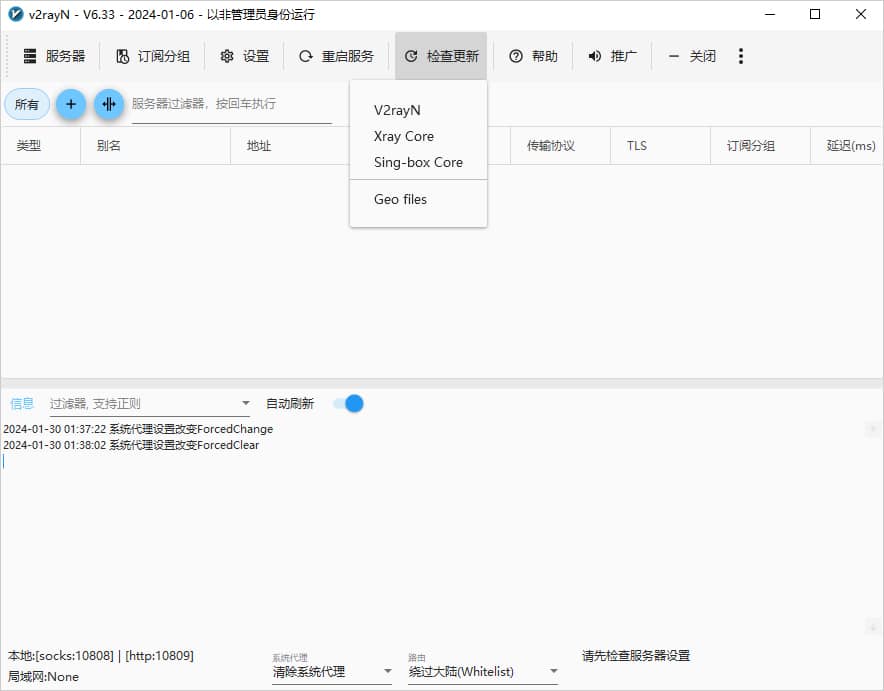 v2rayN - V6.33 - 2024-01-06 - 以非管理员身份运行
服务器 订阅分组 设置 重启服务 检查更新 帮助 推广 关闭
所有 服务器过滤器，按回车执行
V2rayN
Xray Core
Sing-box Core
Geo files
类型 别名 地址 传输协议 TLS 订阅分组 延迟(ms)
信息 过滤器, 支持正则 自动刷新
2024-01-30 01:37:22 系统代理设置改变ForcedChange
2024-01-30 01:38:02 系统代理设置改变ForcedClear
本地:[socks:10808] | [http:10809]
局域网:None
系统代理
清除系统代理
路由
绕过大陆(Whitelist)
请先检查服务器设置